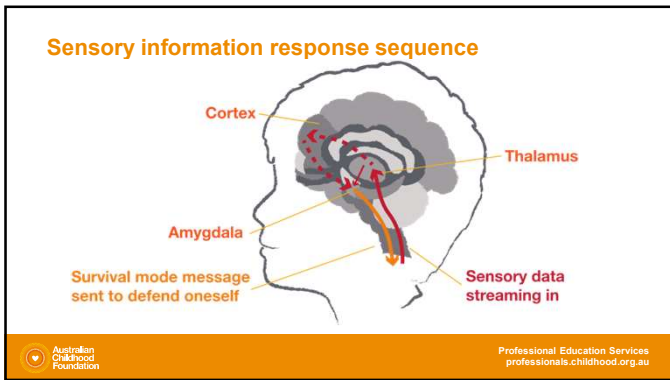 Sensory information response sequence
Cortex
Thalamus
Amygdala
Survival mode message
sent to defend oneself
Sensory data
streaming in
Australian
Childhood
Foundation
Professional Education Services
professionals.childhood.org.au